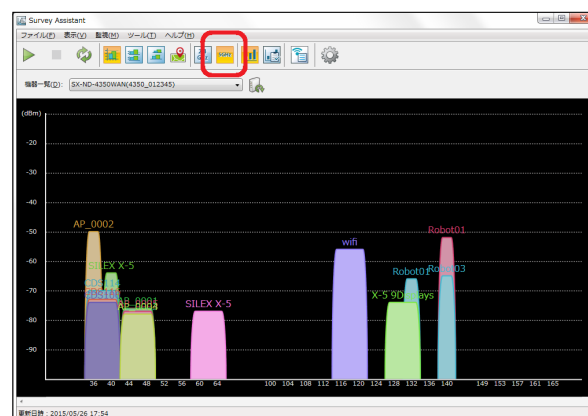 Survey Assistant
ファイル(F) 表示(V) 監視(M) ツール(T) ヘルプ(H)
5GHz
機器一覧(D): SX-ND-4350WAN(4350_012345)
(dBm)
-20
-30
-40
-50
-60
-70
-80
-90
AP_0002
SILEX X-5
AP_0004
SILEX X-5
wifi
X-5 9D
Robot01
Robot01
36 40 44 48 52 56 60 64 100 104 108 112 116 120 124 128 132 136 140 149 153 157 161 165
更新日時 : 2015/05/26 17:54